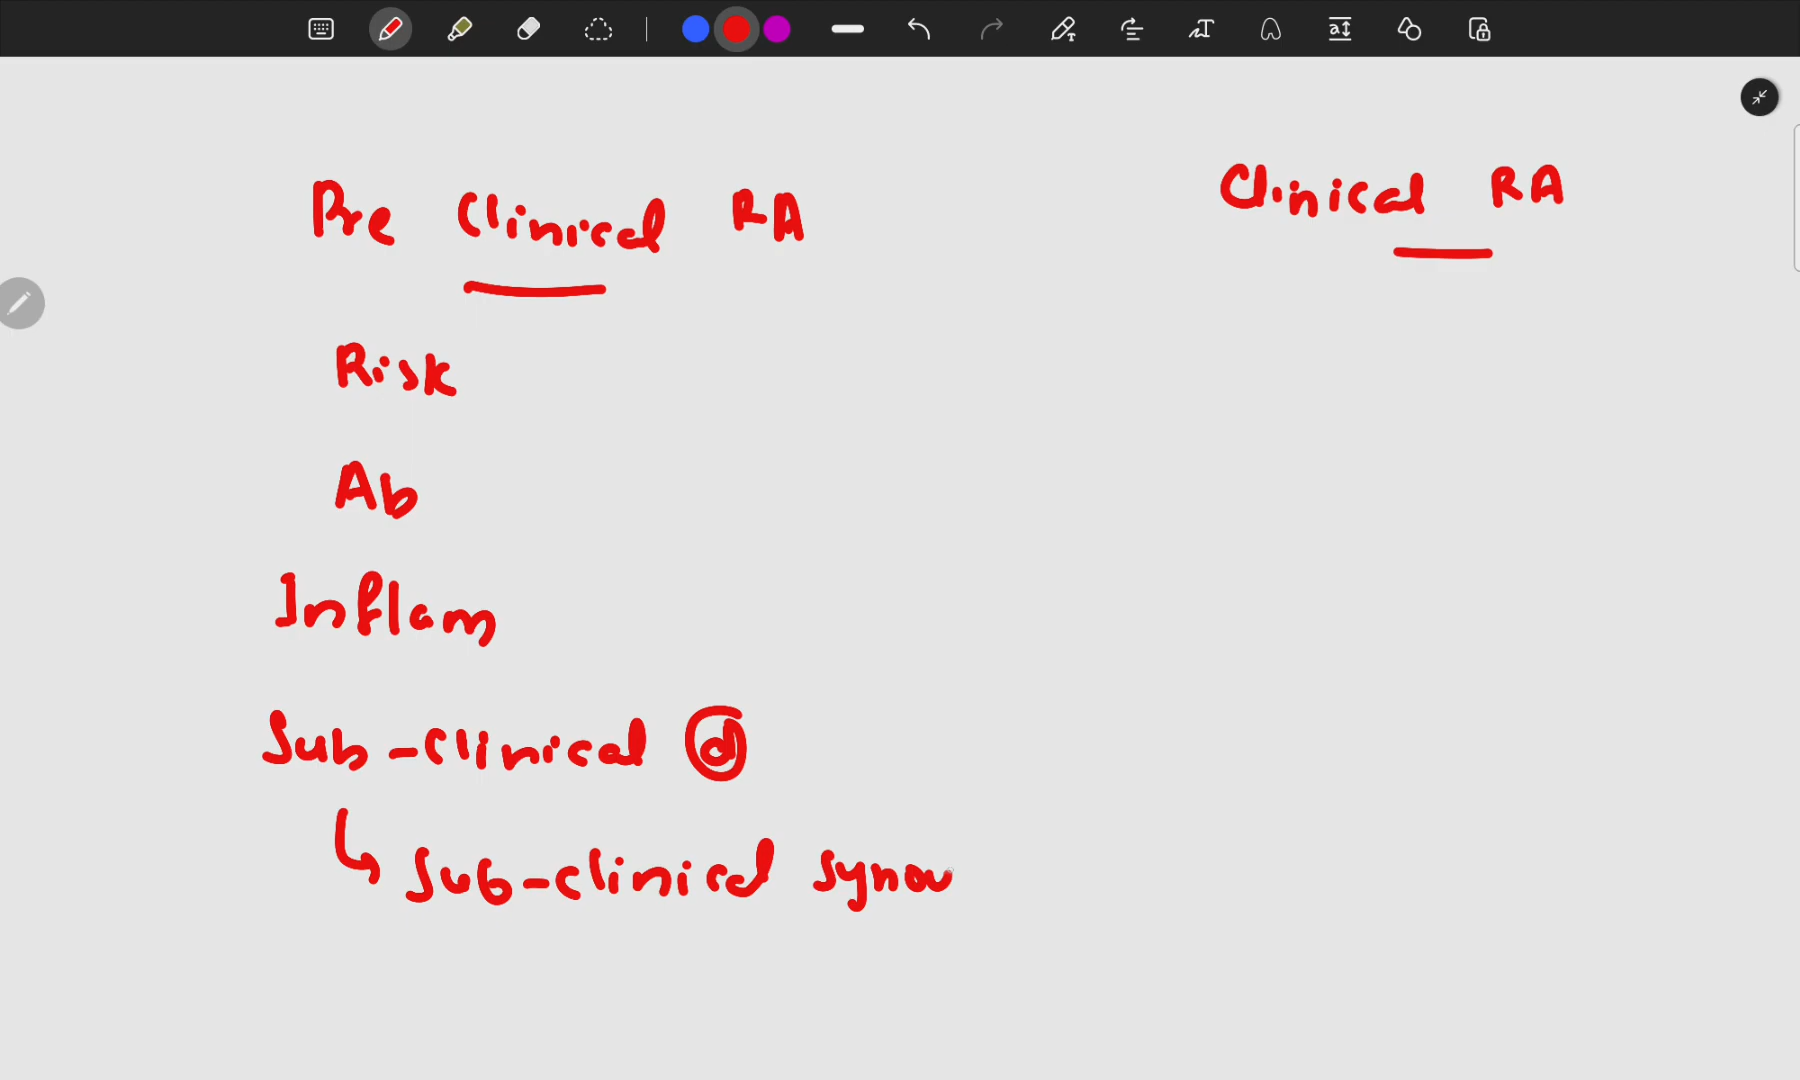 Pre Clinical RA
Clinical RA
Risk
Ab
Inflam
Sub-clinical d
Sub-clinical synov